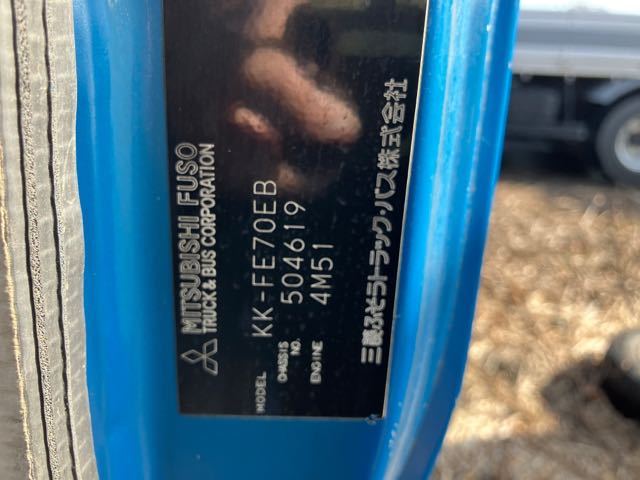 MITSUBISHI FUSO
TRUCK & BUS CORPORATION
MODEL KK-FE70EB
CHASSIS NO. 504619
ENGINE 4M51
三菱ふそうトラック・バス株式会社